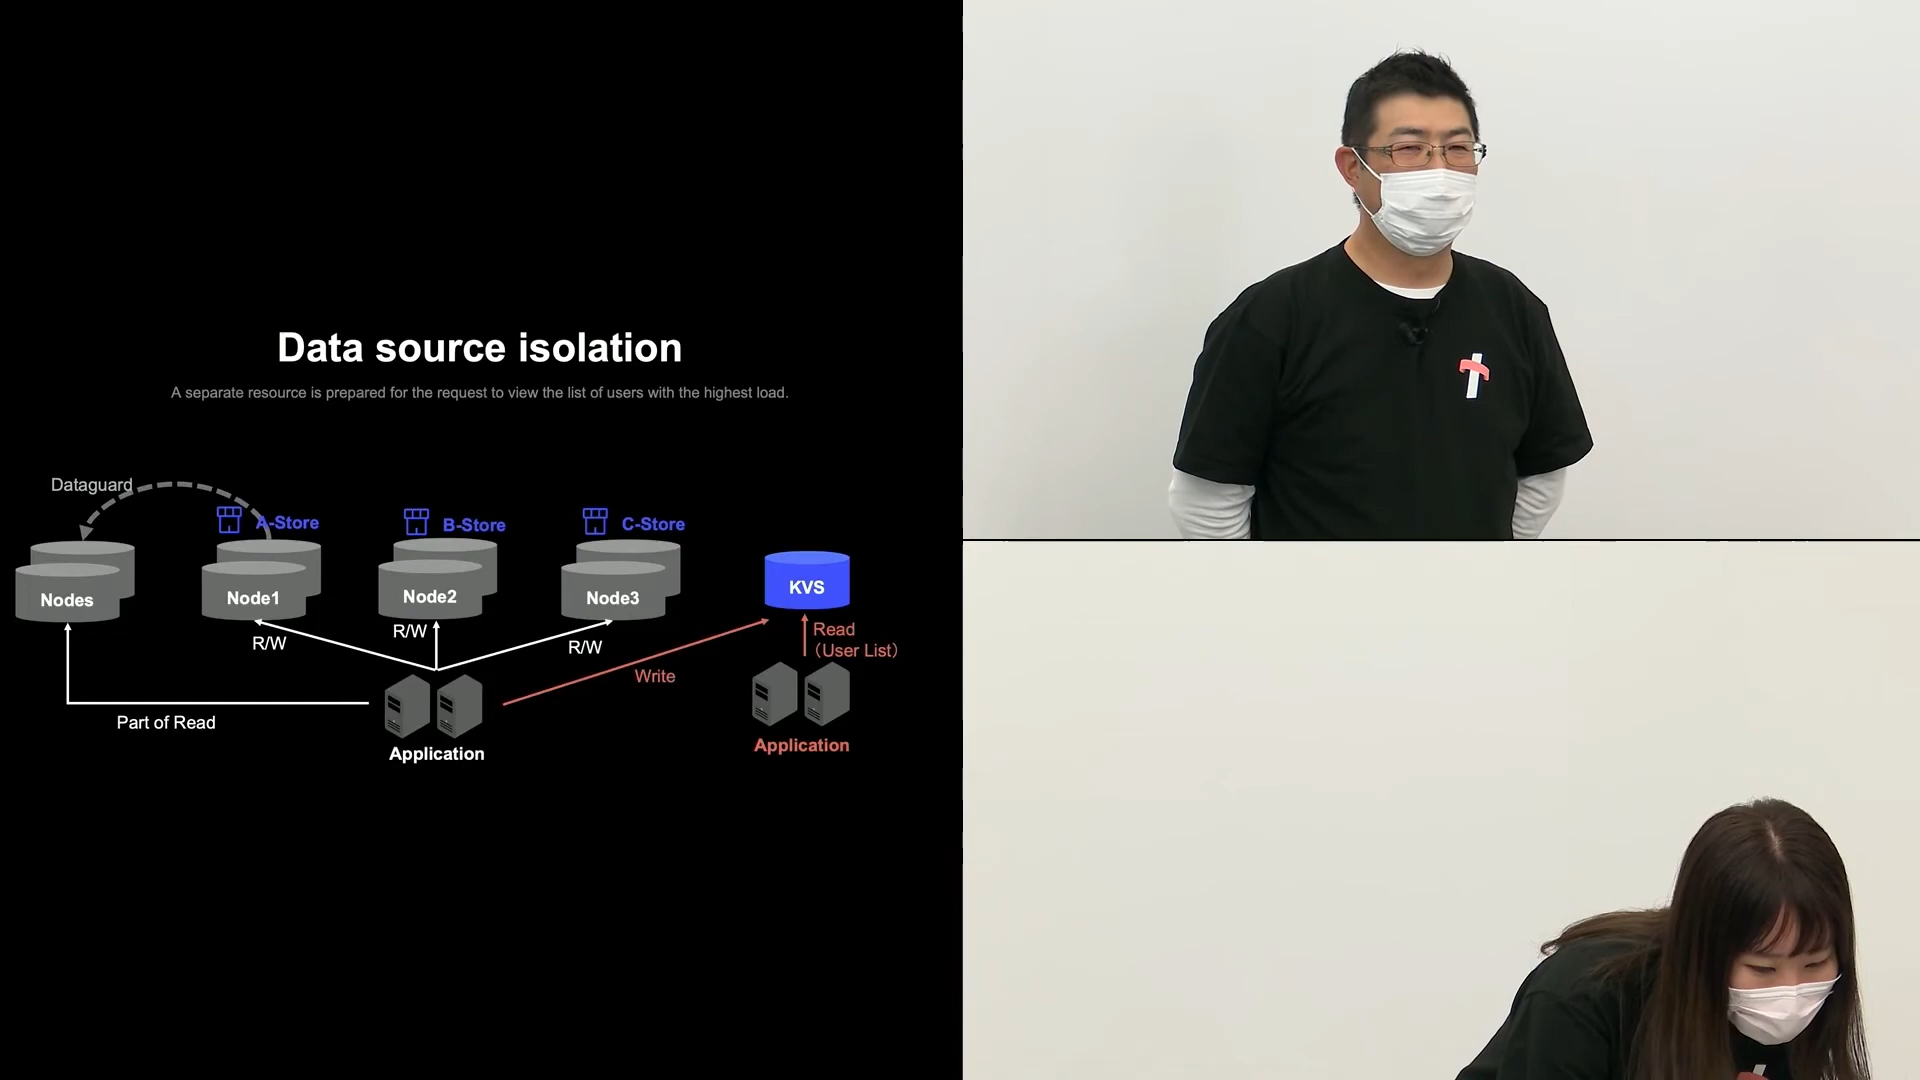 Data source isolation
A separate resource is prepared for the request to view the list of users with the highest load.
Dataguard
A-Store
B-Store
C-Store
Nodes
Node1
Node2
Node3
KVS
R/W
R/W
R/W
Read
（User List）
Write
Part of Read
Application
Application